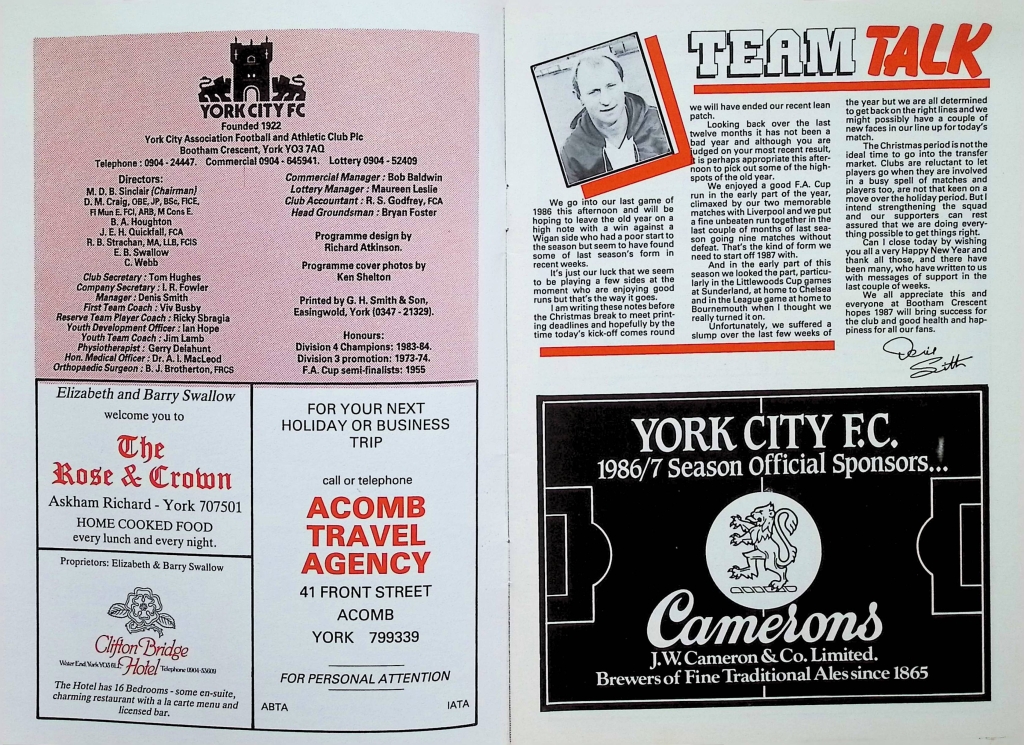 YORK CITY FC
Founded 1922
York City Association Football and Athletic Club Plc
Bootham Crescent, York YO3 7AQ
Telephone : 0904 - 24447. Commercial 0904 - 645941. Lottery 0904 - 52409
Directors:
M. D. B. Sinclair (Chairman)
D. M. Craig, OBE, JP, BSc, FICE,
FI Mun E. FCI, ARB, M Cons E.
B. A. Houghton
J. E. H. Quickfall, FCA
R. B. Strachan, MA, LLB, FCIS
E. B. Swallow
C. Webb
Club Secretary : Tom Hughes
Company Secretary : I. R. Fowler
Manager : Denis Smith
First Team Coach : Viv Busby
Reserve Team Player Coach : Ricky Sbragia
Youth Development Officer : Ian Hope
Youth Team Coach : Jim Lamb
Physiotherapist : Gerry Delahunt
Hon. Medical Officer : Dr. A. I. MacLeod
Orthopaedic Surgeon : B. J. Brotherton, FRCS
Commercial Manager : Bob Baldwin
Lottery Manager : Maureen Leslie
Club Accountant : R. S. Godfrey, FCA
Head Groundsman : Bryan Foster
Programme design by
Richard Atkinson.
Programme cover photos by
Ken Shelton
Printed by G. H. Smith & Son,
Easingwold, York (0347 - 21329).
Honours:
Division 4 Champions: 1983-84.
Division 3 promotion: 1973-74.
F.A. Cup semi-finalists: 1955
Elizabeth and Barry Swallow
welcome you to
The
Rose & Crown
Askham Richard - York 707501
HOME COOKED FOOD
every lunch and every night.
Proprietors: Elizabeth & Barry Swallow
Clifton Bridge
Hotel
Water End, York YO3 6LL
Telephone 0904-53609
The Hotel has 16 Bedrooms - some en-suite,
charming restaurant with a la carte menu and
licensed bar.
FOR YOUR NEXT
HOLIDAY OR BUSINESS
TRIP
call or telephone
ACOMB
TRAVEL
AGENCY
41 FRONT STREET
ACOMB
YORK 799339
FOR PERSONAL ATTENTION
ABTA IATA
TEAM TALK
We go into our last game of
1986 this afternoon and will be
hoping to leave the old year on a
high note with a win against a
Wigan side who had a poor start to
the season but seem to have found
some of last season's form in
recent weeks.
It's just our luck that we seem
to be playing a few sides at the
moment who are enjoying good
runs but that's the way it goes.
I am writing these notes before
the Christmas break to meet prin-
ting deadlines and hopefully by the
time today's kick-off comes round
we will have ended our recent lean
patch.
Looking back over the last
twelve months it has not been a
bad year and although you are
judged on your most recent result,
it is perhaps appropriate this after-
noon to pick out some of the high-
spots of the old year.
We enjoyed a good F.A. Cup
run in the early part of the year,
climaxed by our two memorable
matches with Liverpool and we put
a fine unbeaten run together in the
last couple of months of last sea-
son going nine matches without
defeat. That's the kind of form we
need to start off 1987 with.
And in the early part of this
season we looked the part, particu-
larly in the Littlewoods Cup games
at Sunderland, at home to Chelsea
and in the League game at home to
Bournemouth when I thought we
really turned it on.
Unfortunately, we suffered a
slump over the last few weeks of
the year but we are all determined
to get back on the right lines and we
might possibly have a couple of
new faces in our line up for today's
match.
The Christmas period is not the
ideal time to go into the transfer
market. Clubs are reluctant to let
players go when they are involved
in a busy spell of matches and
players too, are not that keen on a
move over the holiday period. But I
intend strengthening the squad
and our supporters can rest
assured that we are doing every-
thing possible to get things right.
Can I close today by wishing
you all a very Happy New Year and
thank all those, and there have
been many, who have written to us
with messages of support in the
last couple of weeks.
We all appreciate this and
everyone at Bootham Crescent
hopes 1987 will bring success for
the club and good health and hap-
piness for all our fans.
Denis
Smith
YORK CITY F.C.
1986/7 Season Official Sponsors...
Camerons
J.W. Cameron & Co. Limited.
Brewers of Fine Traditional Ales since 1865